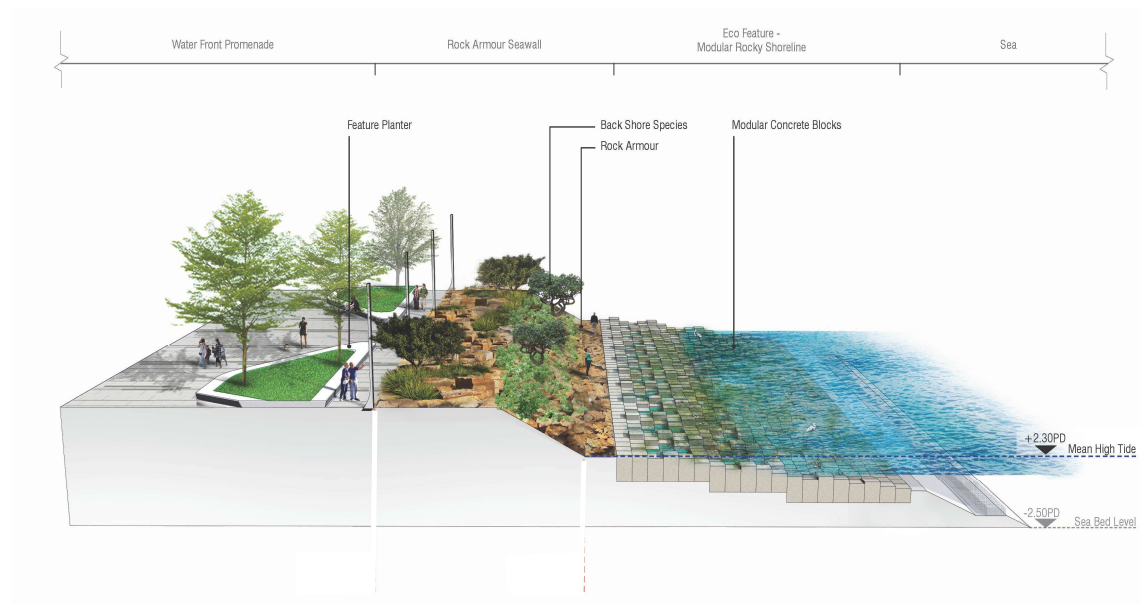 Water Front Promenade
Rock Armour Seawall
Eco Feature -
Modular Rocky Shoreline
Sea
Feature Planter
Back Shore Species
Modular Concrete Blocks
Rock Armour
+2.30PD
Mean High Tide
-2.50PD
Sea Bed Level